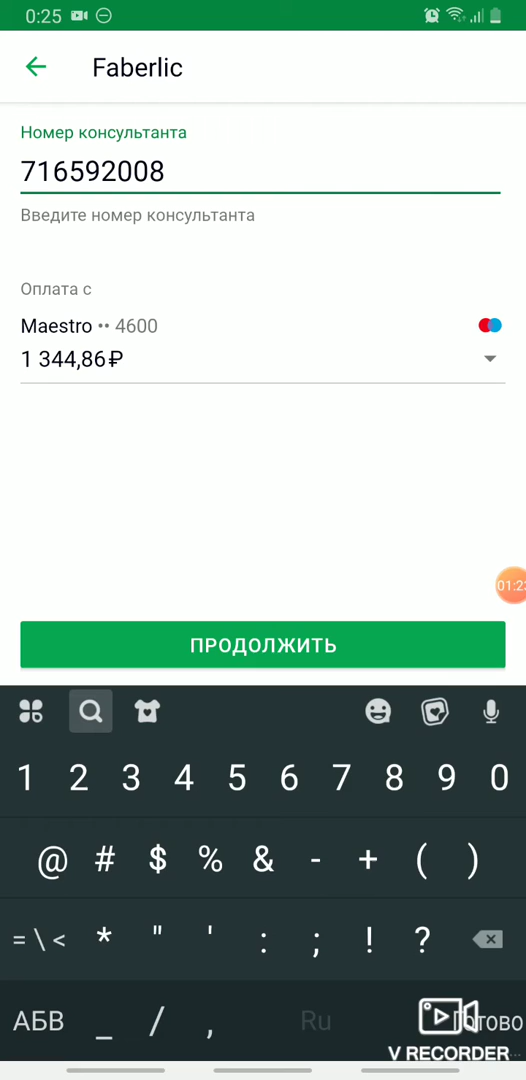 0:25
Faberlic
Номер консультанта
716592008
Введите номер консультанта
Оплата с
Maestro •• 4600
1 344,86₽
ПРОДОЛЖИТЬ
1 2 3 4 5 6 7 8 9 0
@ # $ % & - + ( )
= \ < * " ' : ; ! ?
АБВ _ / , Ru
V RECORDER